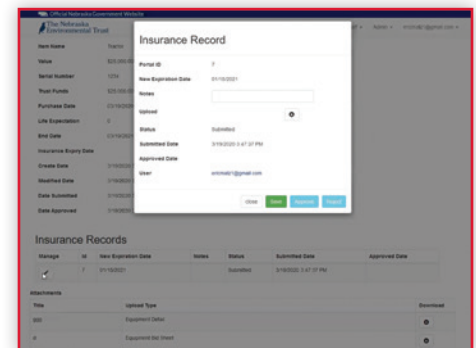 Official Nebraska Government Website
The Nebraska
Environmental Trust
Admin
Insurance Record
Portal ID 7
New Expiration Date 01/15/2021
Notes
Upload
Status Submitted
Submitted Date 3/19/2020 3:47:37 PM
Approved Date
User
close Save Approve Reject
Item Name
Value
Serial Number 1234
Trust Funds
Purchase Date
Life Expectation
End Date
Insurance Expiry Date
Create Date
Modified Date
Date Submitted
Date Approved
Insurance Records
Manage Id New Expiration Date Notes Status Submitted Date Approved Date
7 01/15/2021 Submitted 3/19/2020 3:47:37 PM
Attachments
Title Upload Type Download
Equipment Detail
Equipment Bid Sheet